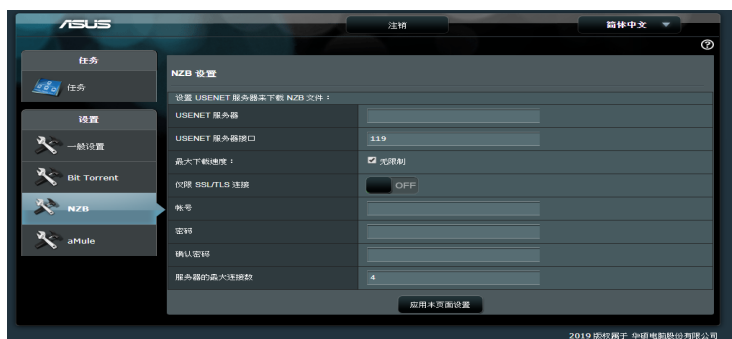 ASUS
注销
简体中文
任务
任务
设置
一般设置
Bit Torrent
NZB
aMule
NZB 设置
设置 USENET 服务器来下载 NZB 文件：
USENET 服务器
USENET 服务器接口
119
最大下载速度：
无限制
仅限 SSL/TLS 连接
OFF
帐号
密码
确认密码
服务器的最大连接数
4
应用本页面设置
2019 版权属于 华硕电脑股份有限公司